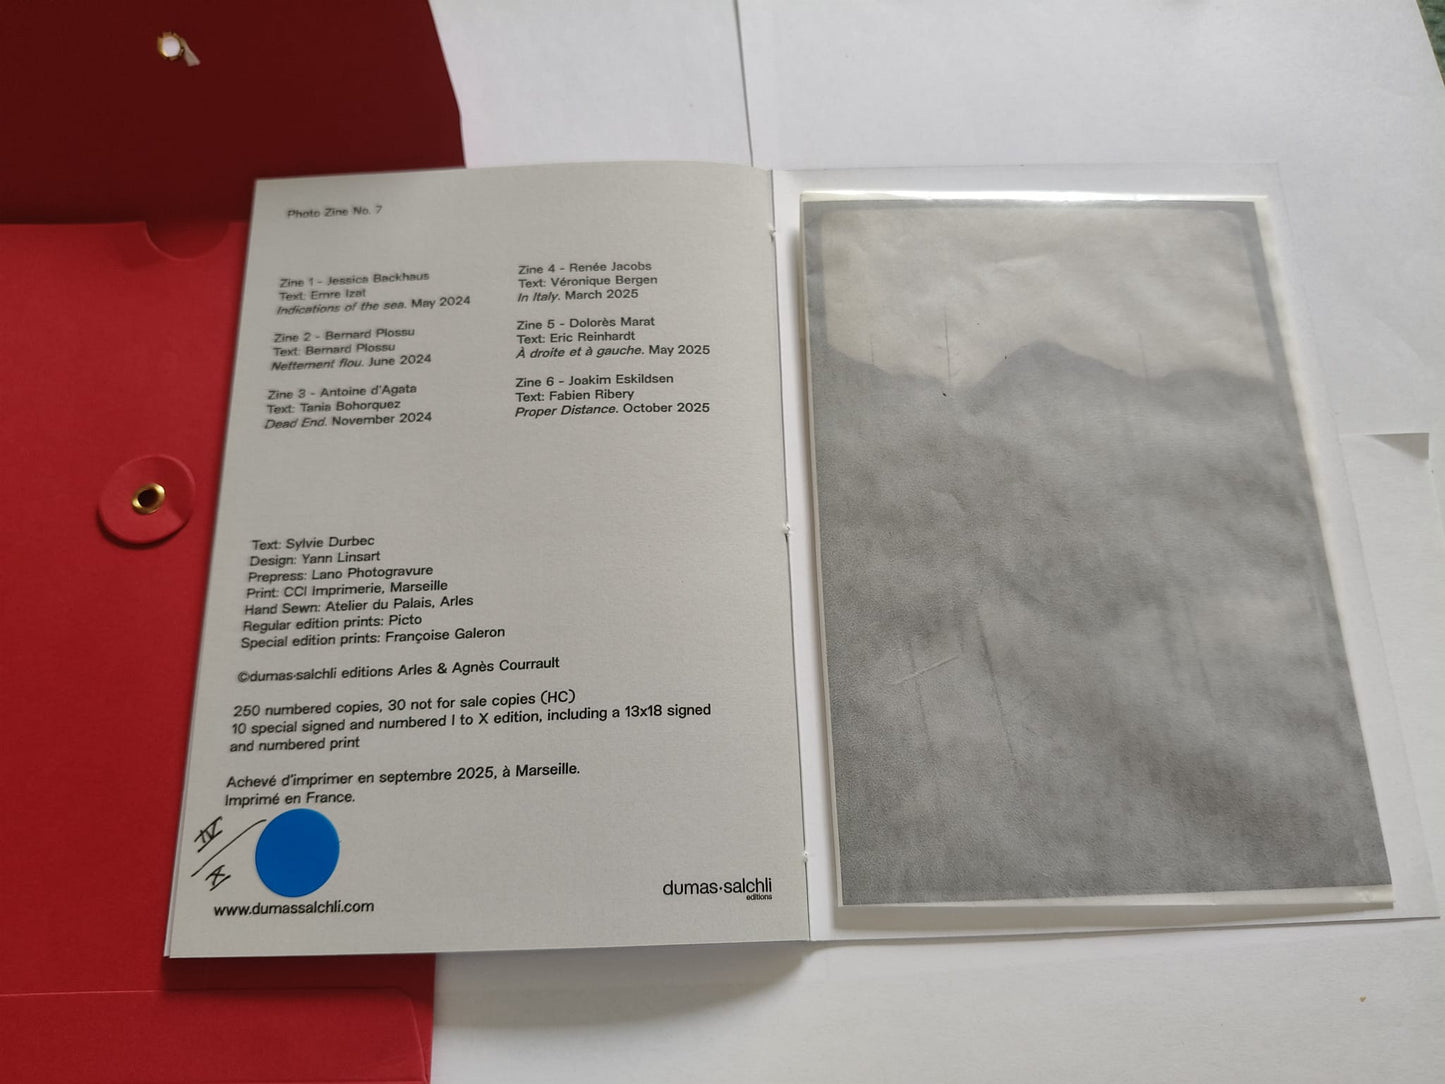 Photo Zine No. 7
Zine 1 - Jessica Backhaus
Text: Emre Izat
Indications of the sea. May 2024
Zine 2 - Bernard Plossu
Text: Bernard Plossu
Nettement flou. June 2024
Zine 3 - Antoine d'Agata
Text: Tania Bohorquez
Dead End. November 2024
Zine 4 - Renée Jacobs
Text: Véronique Bergen
In Italy. March 2025
Zine 5 - Dolorès Marat
Text: Eric Reinhardt
À droite et à gauche. May 2025
Zine 6 - Joakim Eskildsen
Text: Fabien Ribery
Proper Distance. October 2025
Text: Sylvie Durbec
Design: Yann Linsart
Prepress: Lano Photogravure
Print: CCI Imprimerie, Marseille
Hand Sewn: Atelier du Palais, Arles
Regular edition prints: Picto
Special edition prints: Françoise Galeron
©dumas·salchli editions Arles & Agnès Courrault
250 numbered copies, 30 not for sale copies (HC)
10 special signed and numbered I to X edition, including a 13x18 signed
and numbered print
Achevé d'imprimer en septembre 2025, à Marseille.
Imprimé en France.
IV/X
www.dumassalchli.com
dumas·salchli
editions